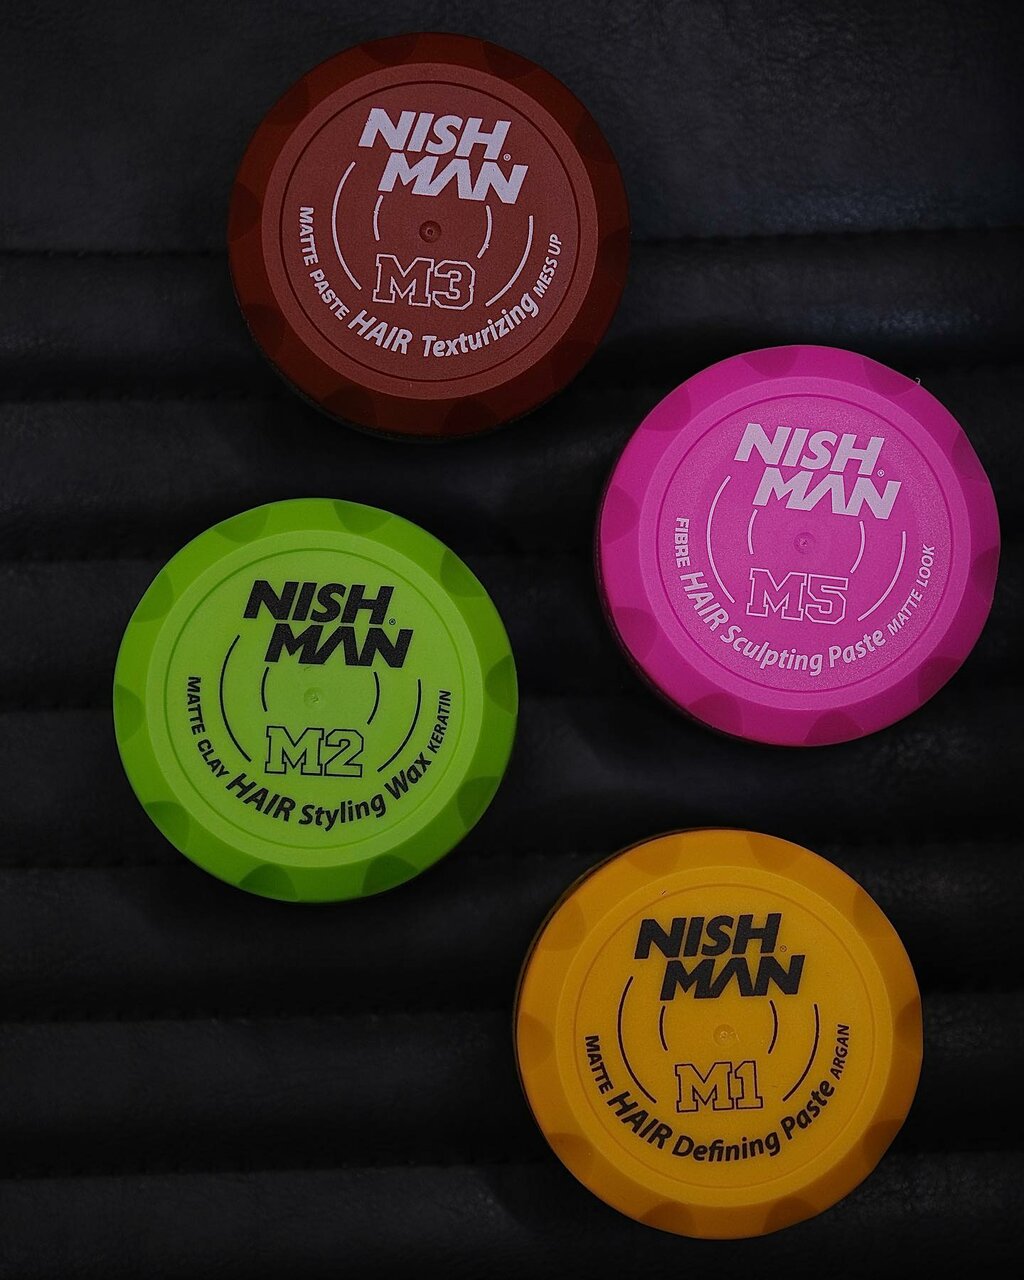 NISH
MAN®
M3
MATTE PASTE HAIR Texturizing MESS UP
NISH
MAN®
M5
FIBRE HAIR Sculpting Paste MATTE LOOK
NISH
MAN®
M2
MATTE CLAY HAIR Styling Wax KERATIN
NISH
MAN®
M1
MATTE HAIR Defining Paste ARGAN